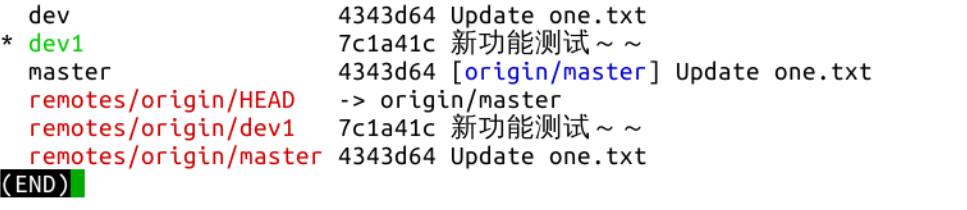 dev 4343d64 Update one.txt
* dev1 7c1a41c 新功能测试～～
master 4343d64 [origin/master] Update one.txt
remotes/origin/HEAD -> origin/master
remotes/origin/dev1 7c1a41c 新功能测试～～
remotes/origin/master 4343d64 Update one.txt
(END)